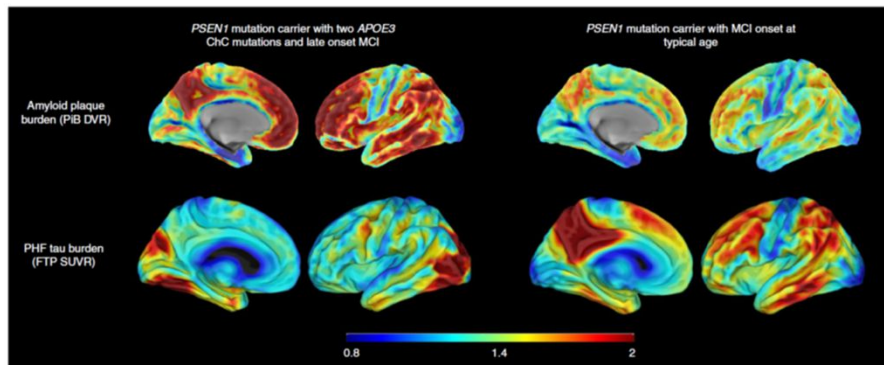 PSEN1 mutation carrier with two APOE3
ChC mutations and late onset MCI
PSEN1 mutation carrier with MCI onset at
typical age
Amyloid plaque
burden (PiB DVR)
PHF tau burden
(FTP SUVR)
0.8
1.4
2